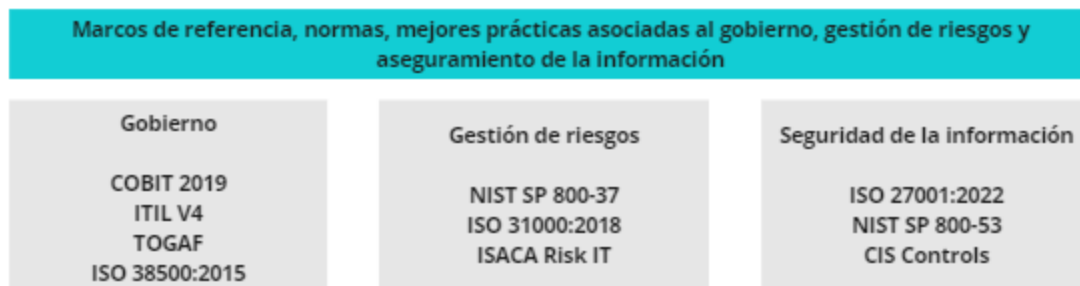 Marcos de referencia, normas, mejores prácticas asociadas al gobierno, gestión de riesgos y
aseguramiento de la información
Gobierno
COBIT 2019
ITIL V4
TOGAF
ISO 38500:2015
Gestión de riesgos
NIST SP 800-37
ISO 31000:2018
ISACA Risk IT
Seguridad de la información
ISO 27001:2022
NIST SP 800-53
CIS Controls